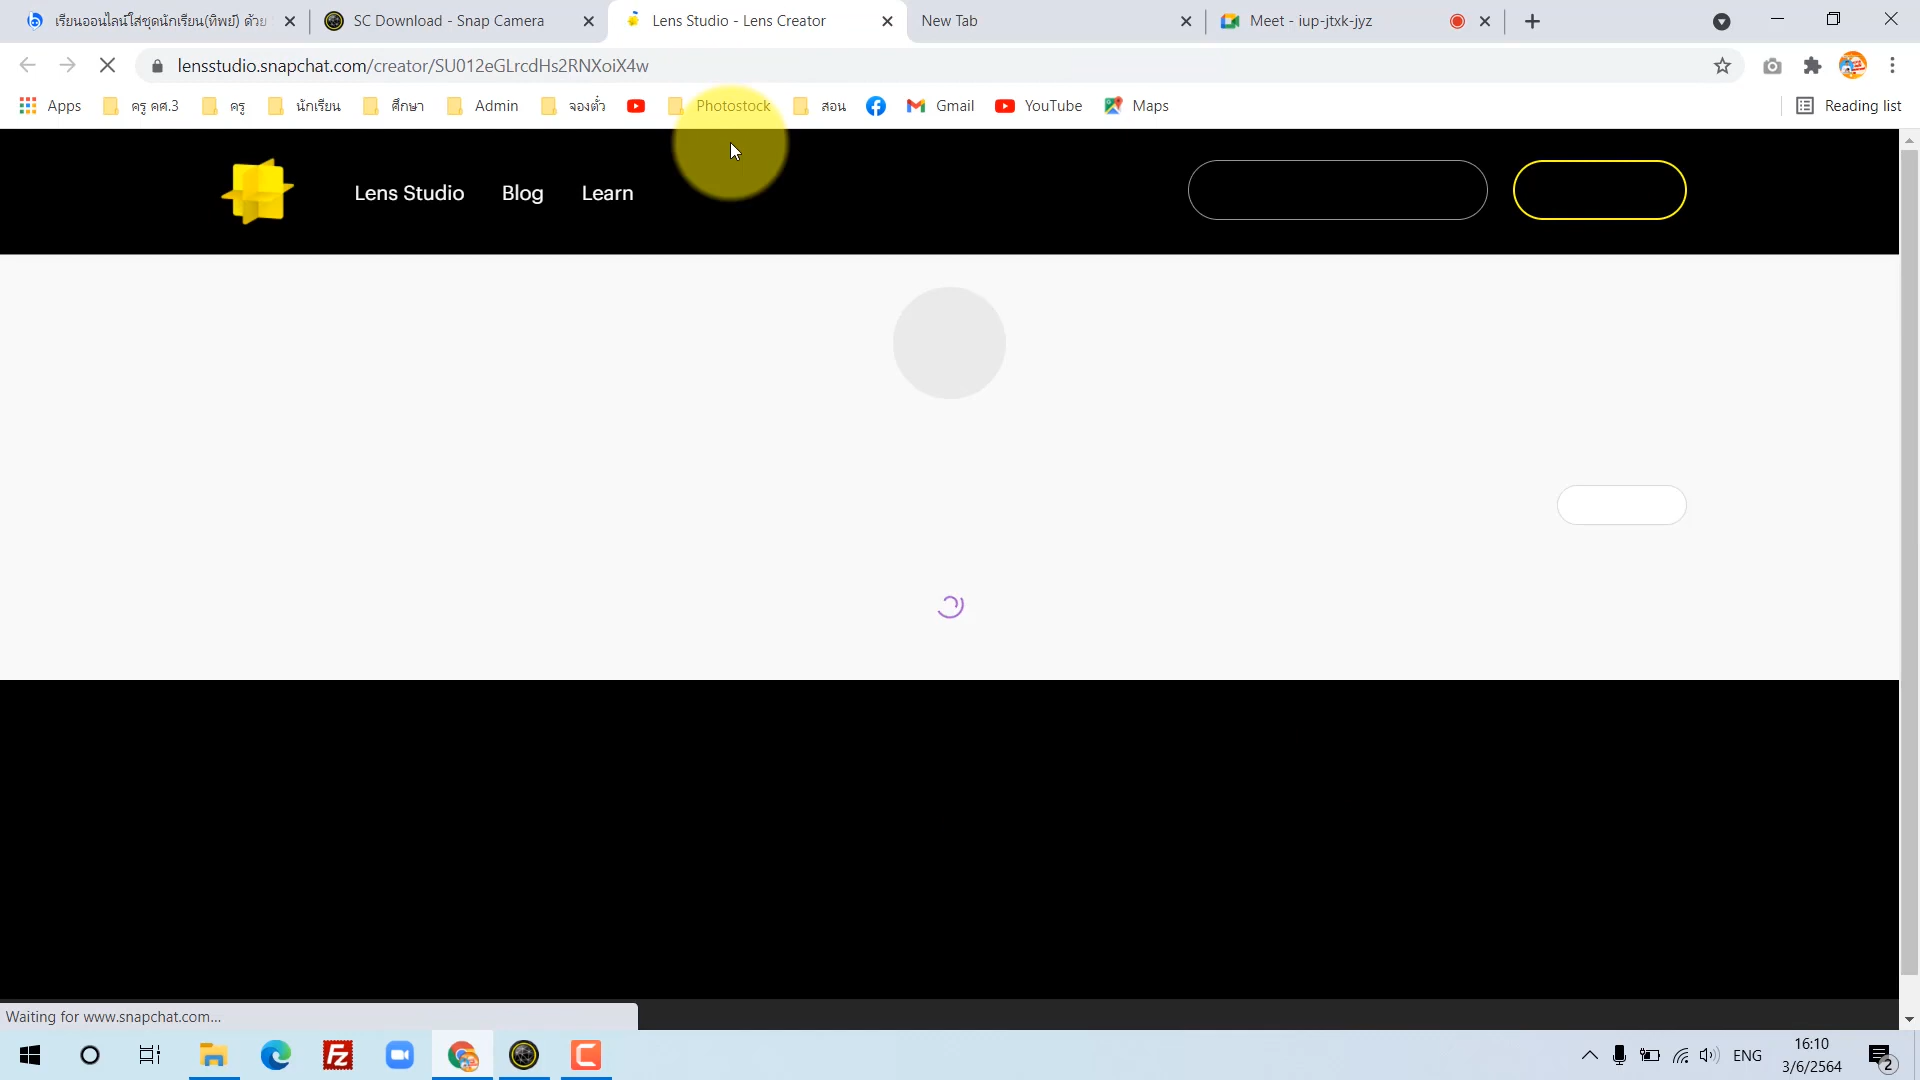 เรียนออนไลน์ใส่ชุดนักเรียน(ทิพย์) ด้วย
SC Download - Snap Camera
Lens Studio - Lens Creator
New Tab
Meet - iup-jtxk-jyz
lensstudio.snapchat.com/creator/SU012eGLrcdHs2RNXoiX4w
Apps
ครู คศ.3
ครู
นักเรียน
ศึกษา
Admin
จองตั๋ว
Photostock
สอน
Gmail
YouTube
Maps
Reading list
Lens Studio
Blog
Learn
Waiting for www.snapchat.com...
ENG
16:10
3/6/2564
2